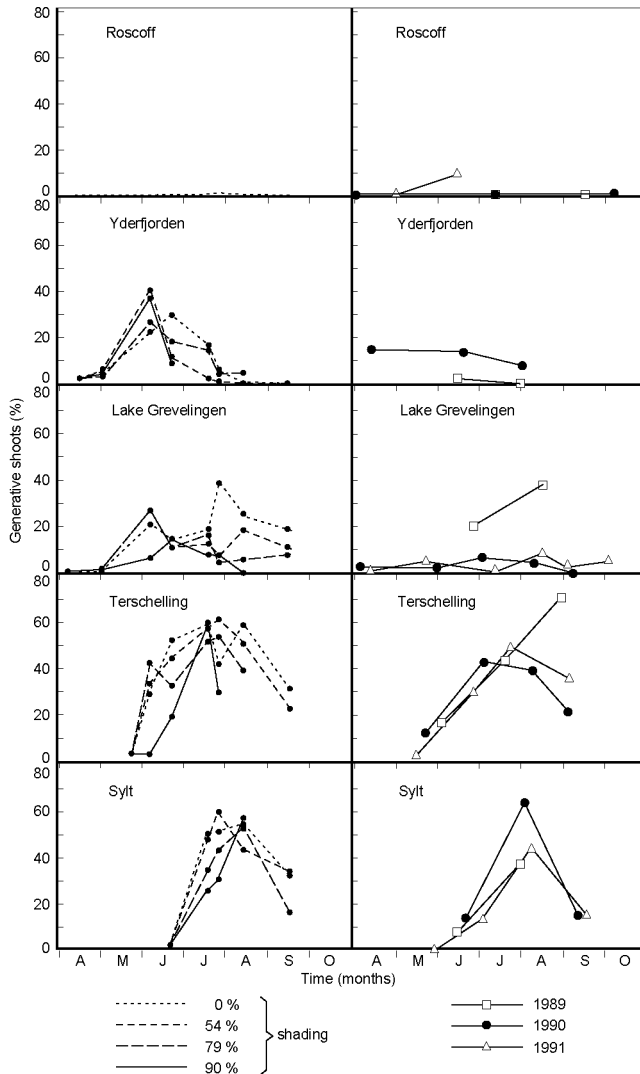 80
60
40
20
0
Roscoff
Roscoff
80
60
40
20
0
Yderfjorden
Yderfjorden
80
60
40
20
0
Lake Grevelingen
Lake Grevelingen
Generative shoots (%)
80
60
40
20
0
Terschelling
Terschelling
80
60
40
20
0
Sylt
Sylt
A M J J A S O A M J J A S O
Time (months)
0 %
54 %
79 %
90 %
shading
1989
1990
1991